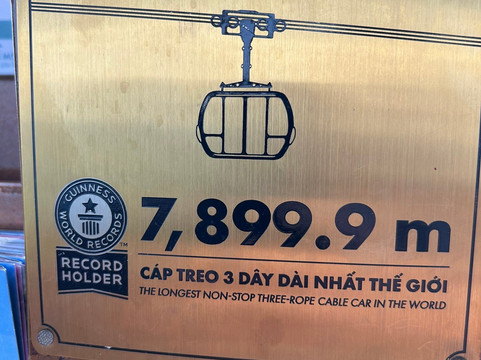 GUINNESS
WORLD RECORDS
TM
RECORD
HOLDER
7,899.9 m
CÁP TREO 3 DÂY DÀI NHẤT THẾ GIỚI
THE LONGEST NON-STOP THREE-ROPE CABLE CAR IN THE WORLD